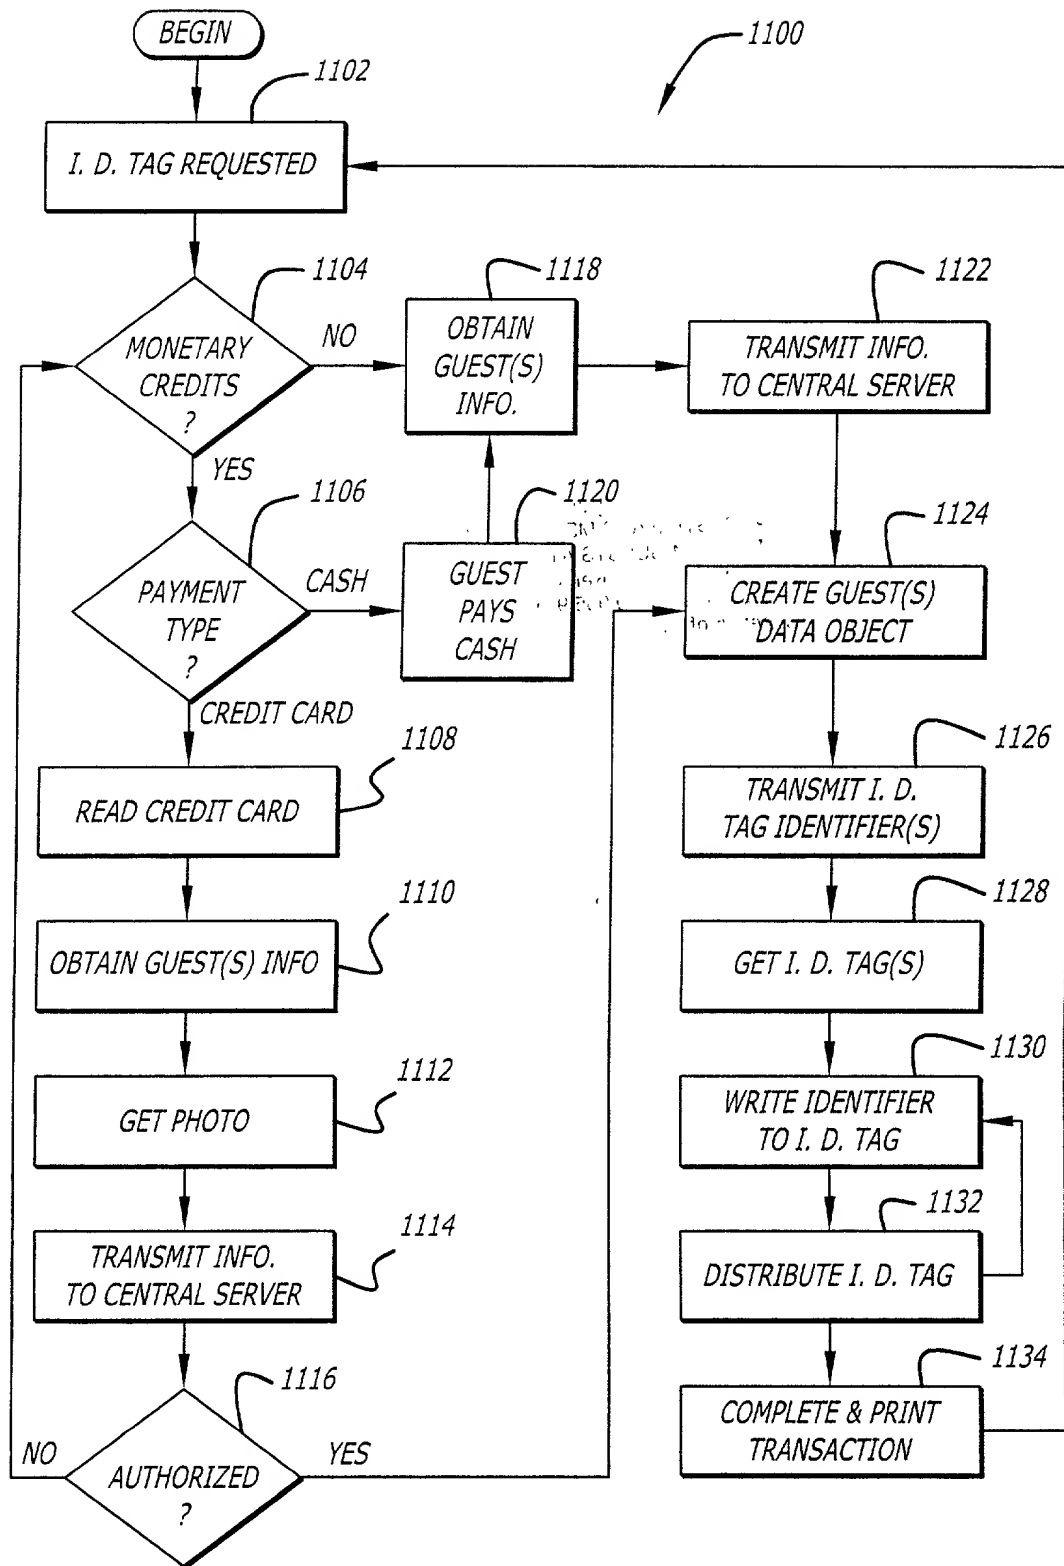 BEGIN
1100
1102
I. D. TAG REQUESTED
1104
MONETARY
CREDITS
?
NO
YES
1118
OBTAIN
GUEST(S)
INFO.
1122
TRANSMIT INFO.
TO CENTRAL SERVER
1106
PAYMENT
TYPE
?
CASH
CREDIT CARD
1120
GUEST
PAYS
CASH
1124
CREATE GUEST(S)
DATA OBJECT
1108
READ CREDIT CARD
1126
TRANSMIT I. D.
TAG IDENTIFIER(S)
1110
OBTAIN GUEST(S) INFO
1128
GET I. D. TAG(S)
1112
GET PHOTO
1130
WRITE IDENTIFIER
TO I. D. TAG
1114
TRANSMIT INFO.
TO CENTRAL SERVER
1132
DISTRIBUTE I. D. TAG
1116
AUTHORIZED
?
NO
YES
1134
COMPLETE & PRINT
TRANSACTION